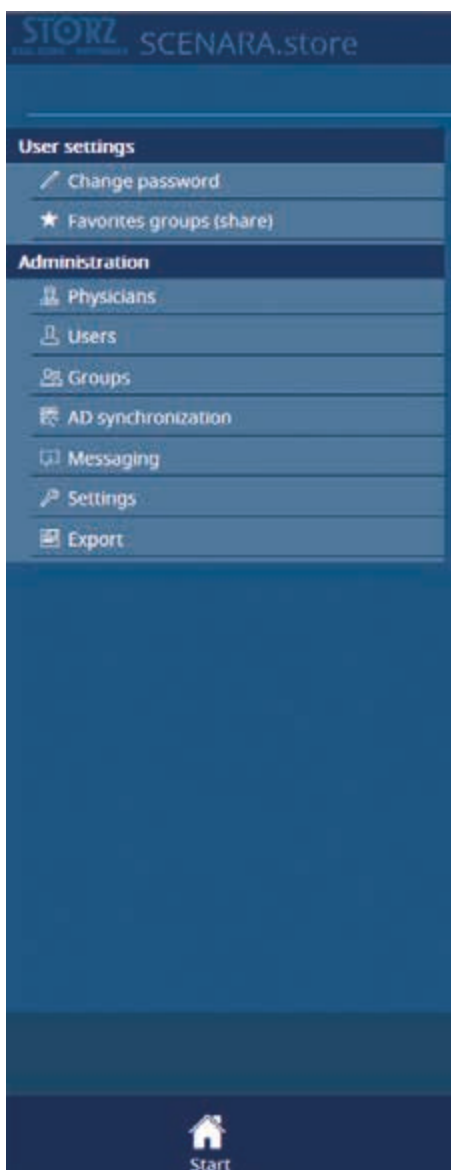 STORZ
SCENARA.store
User settings
Change password
Favorites groups (share)
Administration
Physicians
Users
Groups
AD synchronization
Messaging
Settings
Export
Start